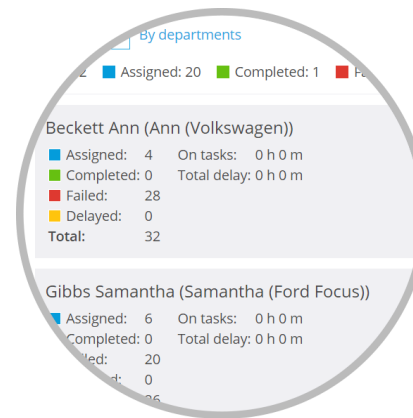 By departments
2 Assigned: 20 Completed: 1
Beckett Ann (Ann (Volkswagen))
Assigned: 4 On tasks: 0 h 0 m
Completed: 0 Total delay: 0 h 0 m
Failed: 28
Delayed: 0
Total: 32
Gibbs Samantha (Samantha (Ford Focus))
Assigned: 6 On tasks: 0 h 0 m
Completed: 0 Total delay: 0 h 0 m
20
0
26